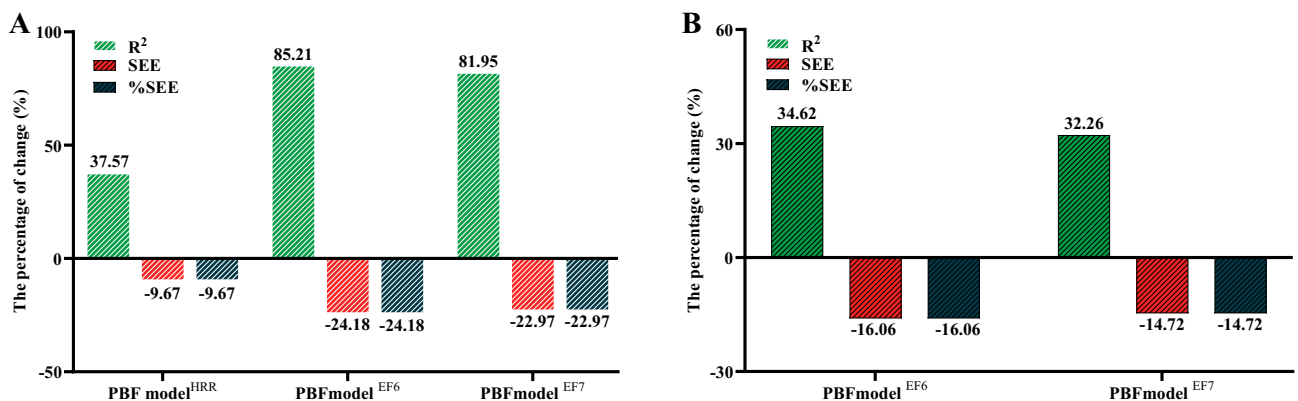 A
The percentage of change (%)
100
50
0
-50
R²
SEE
%SEE
37.57
-9.67
-9.67
85.21
-24.18
-24.18
81.95
-22.97
-22.97
PBF model^HRR
PBFmodel ^EF6
PBFmodel ^EF7
B
The percentage of change (%)
60
30
0
-30
R²
SEE
%SEE
34.62
-16.06
-16.06
32.26
-14.72
-14.72
PBFmodel ^EF6
PBFmodel ^EF7